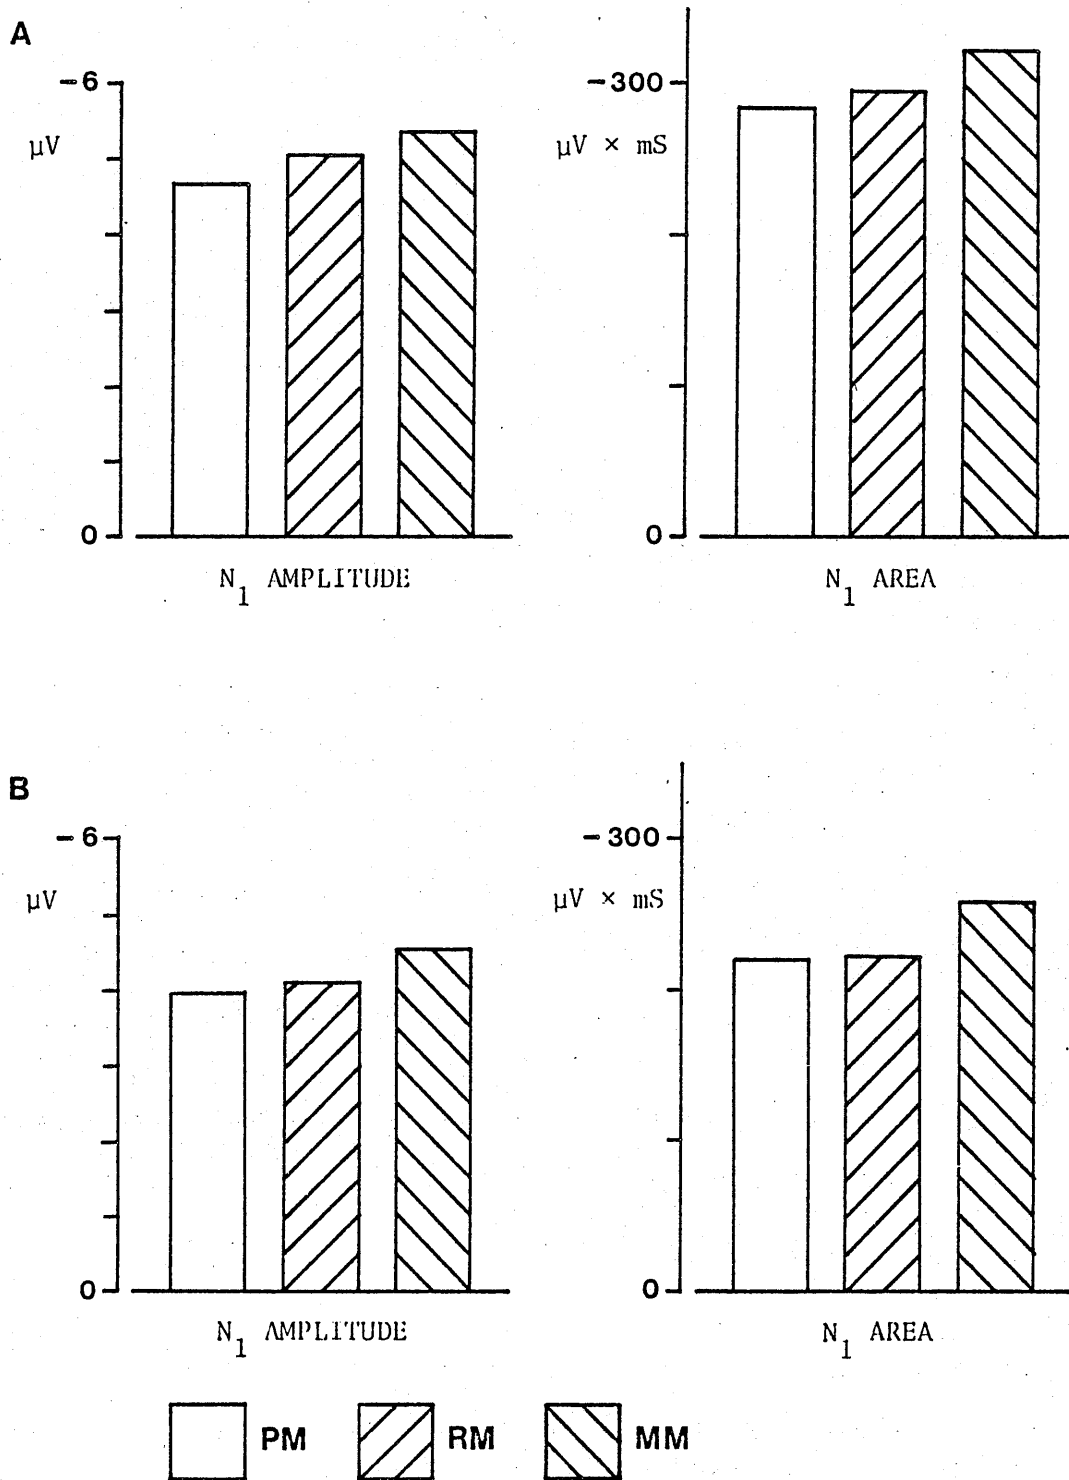 A
-6
μV
0
N1 AMPLITUDE
-300
μV × mS
0
N1 AREA
B
-6
μV
0
N1 AMPLITUDE
-300
μV × mS
0
N1 AREA
PM RM MM